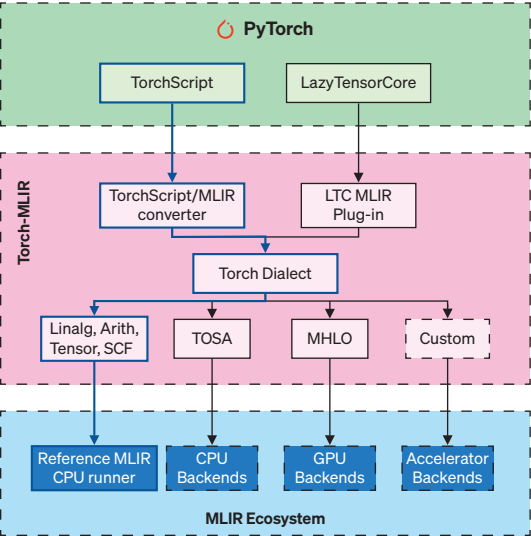 PyTorch
TorchScript
LazyTensorCore
Torch-MLIR
TorchScript/MLIR
converter
LTC MLIR
Plug-in
Torch Dialect
Linalg, Arith,
Tensor, SCF
TOSA
MHLO
Custom
Reference MLIR
CPU runner
CPU
Backends
GPU
Backends
Accelerator
Backends
MLIR Ecosystem